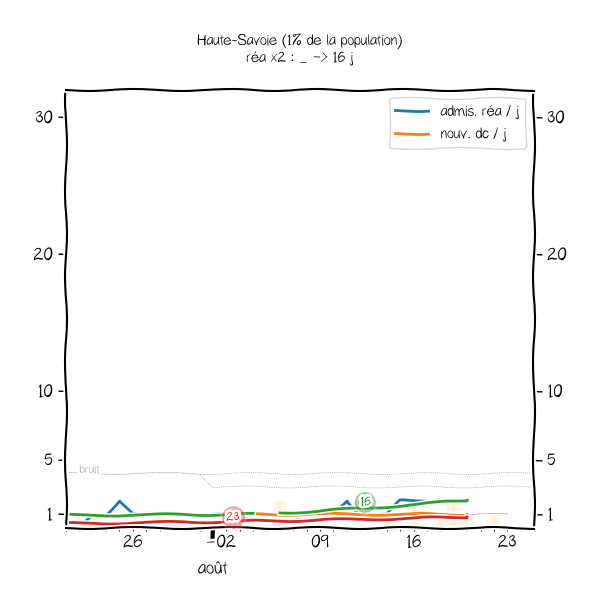 Haute-Savoie (1% de la population)
réa x2 : _ -> 16 j
admis. réa / j
nouv. dc / j
30
30
20
20
10
10
5
5
bruit
16
23
1
1
26
02
09
16
23
août